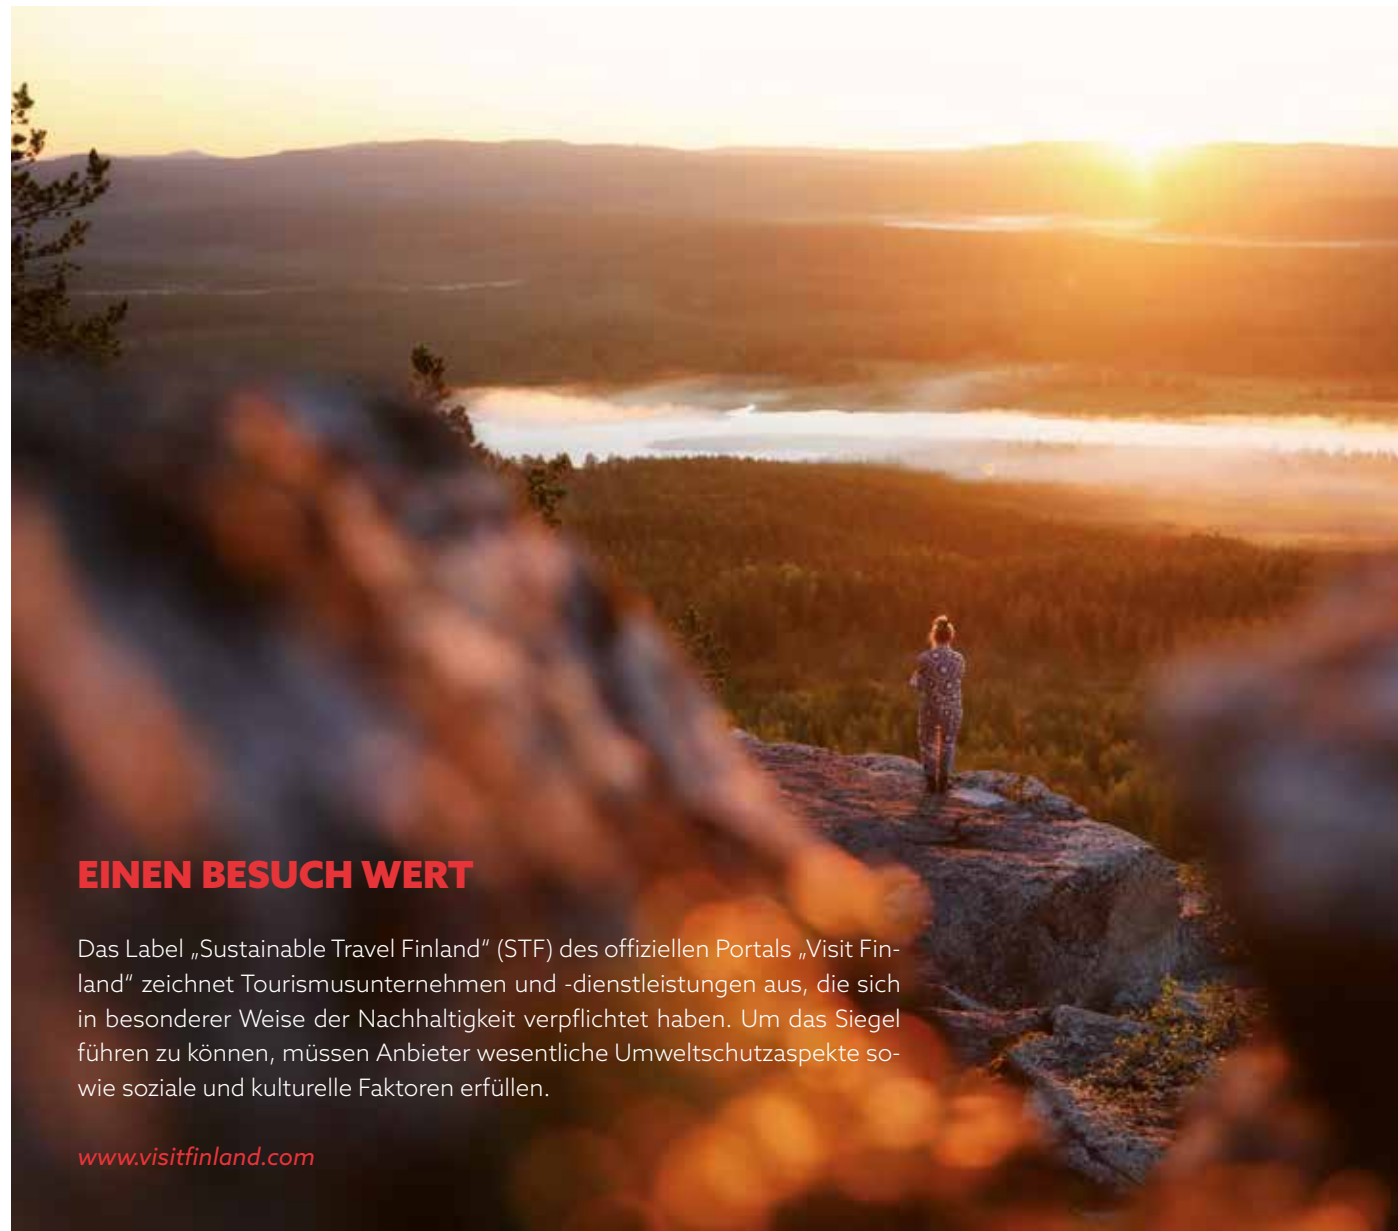 EINEN BESUCH WERT
Das Label „Sustainable Travel Finland“ (STF) des offiziellen Portals „Visit Fin-
land“ zeichnet Tourismusunternehmen und -dienstleistungen aus, die sich
in besonderer Weise der Nachhaltigkeit verpflichtet haben. Um das Siegel
führen zu können, müssen Anbieter wesentliche Umweltschutzaspekte so-
wie soziale und kulturelle Faktoren erfüllen.
www.visitfinland.com